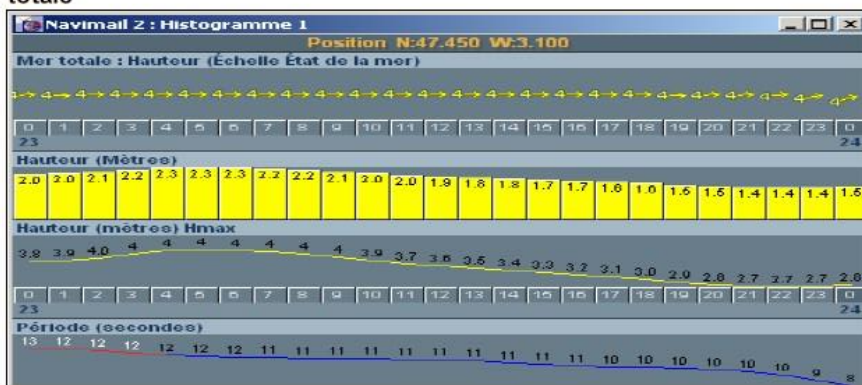 totale
Navimail 2 : Histogramme 1
Position N:47.450 W:3.100
Mer totale : Hauteur (Échelle État de la mer)
4 4 4 4 4 4 4 4 4 4 4 4 4 4 4 4 4 4 4 4 4 4 4 4 4
0 1 2 3 4 5 6 7 8 9 10 11 12 13 14 15 16 17 18 19 20 21 22 23 0
23 24
Hauteur (Mètres)
2.0 2.0 2.1 2.2 2.3 2.3 2.3 2.2 2.2 2.1 2.0 2.0 1.9 1.8 1.8 1.7 1.7 1.6 1.6 1.5 1.5 1.4 1.4 1.4 1.5
Hauteur (mètres) Hmax
3.8 3.9 4.0 4 4 4 4 4 4 4 3.9 3.7 3.6 3.5 3.4 3.3 3.2 3.1 3.0 2.9 2.8 2.7 2.7 2.7 2.8
0 1 2 3 4 5 6 7 8 9 10 11 12 13 14 15 16 17 18 19 20 21 22 23 0
23 24
Période (secondes)
13 12 12 12 12 12 12 11 11 11 11 11 11 11 11 11 11 10 10 10 10 10 10 9 8